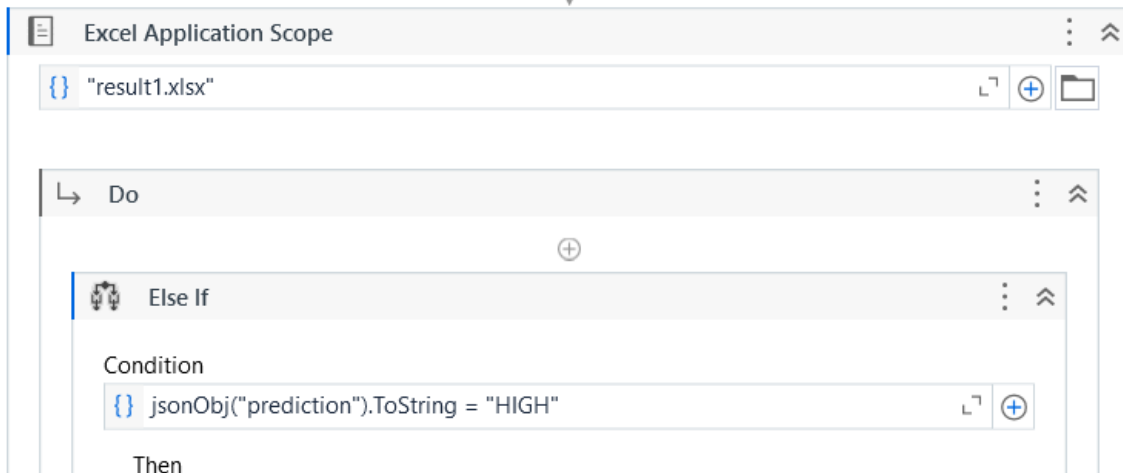 Excel Application Scope
{} "result1.xlsx"
Do
Else If
Condition
{} jsonObj("prediction").ToString = "HIGH"
Then